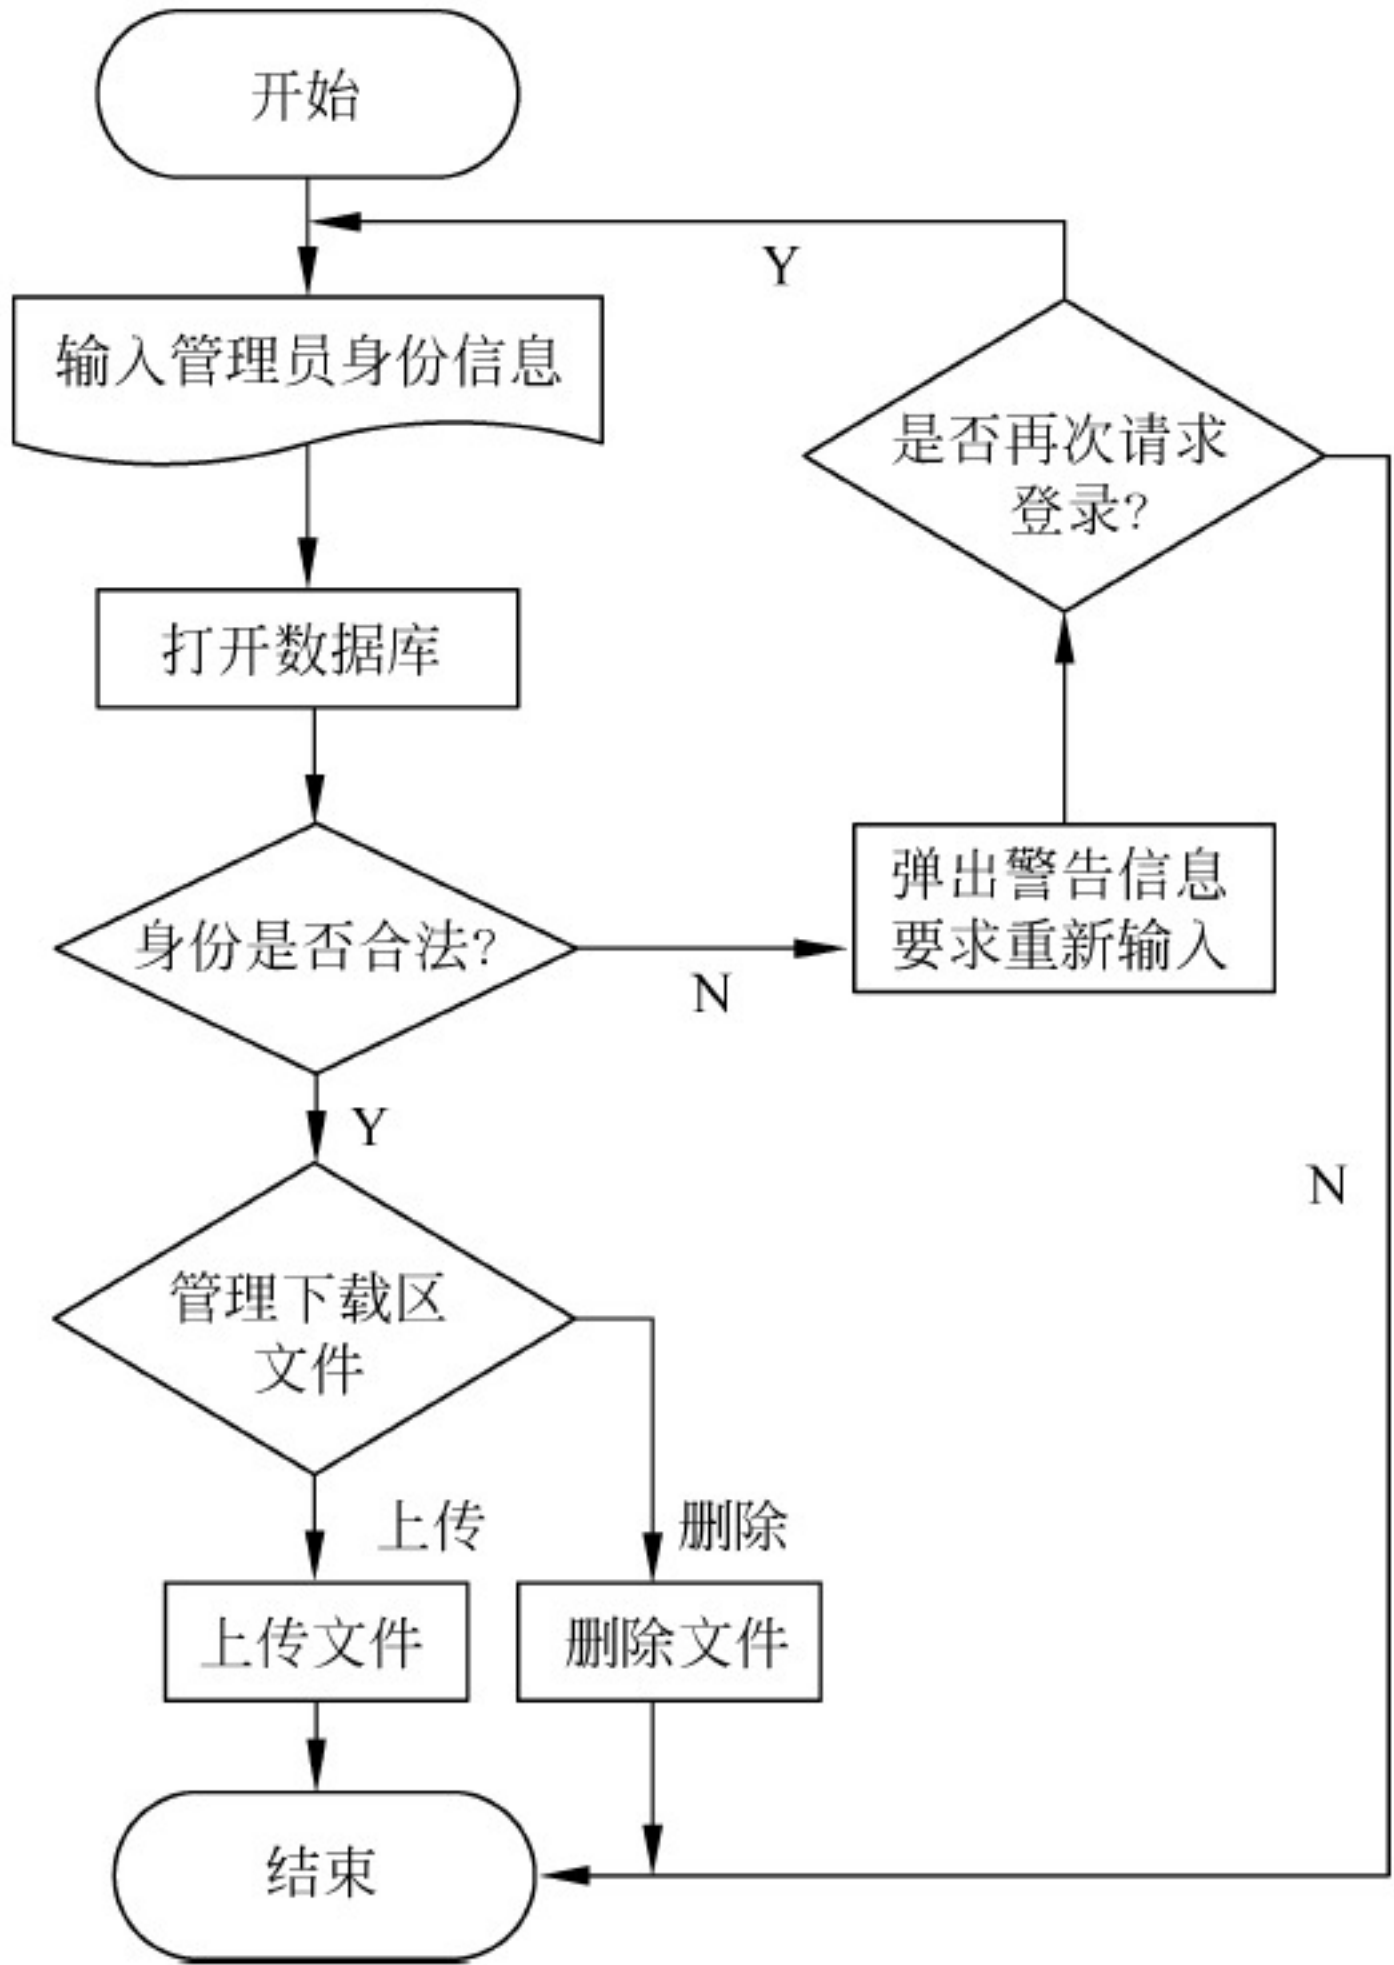 开始
Y
输入管理员身份信息
是否再次请求
登录?
打开数据库
身份是否合法?
N
弹出警告信息
要求重新输入
Y
N
管理下载区
文件
上传
删除
上传文件
删除文件
结束